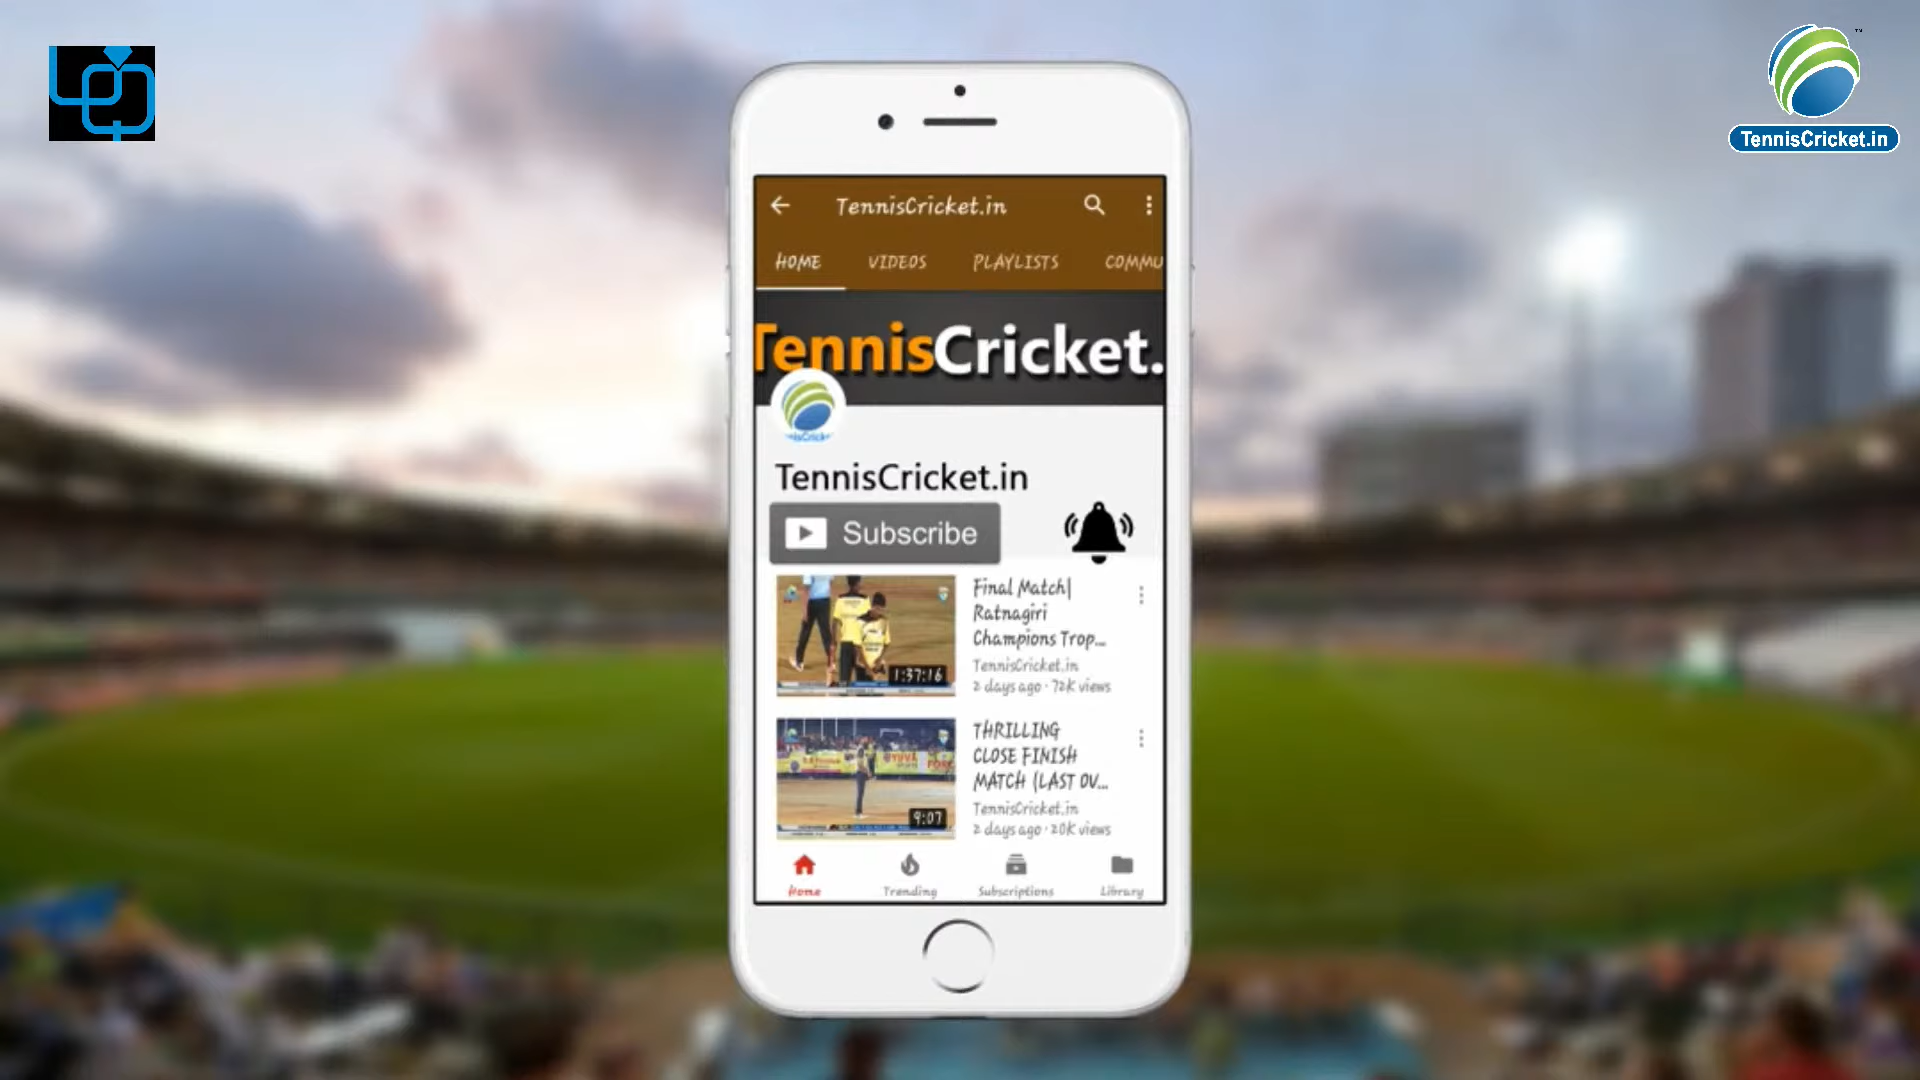 TM
TennisCricket.in
TennisCricket.in
HOME VIDEOS PLAYLISTS COMMU
TennisCricket.
TennisCricket.in
Subscribe
Final Match|
Ratnagiri
Champions Trop...
TennisCricket.in
2 days ago · 72K views
1:37:16
THRILLING
CLOSE FINISH
MATCH (LAST OV...
TennisCricket.in
2 days ago · 20K views
9:07
Home Trending Subscriptions Library